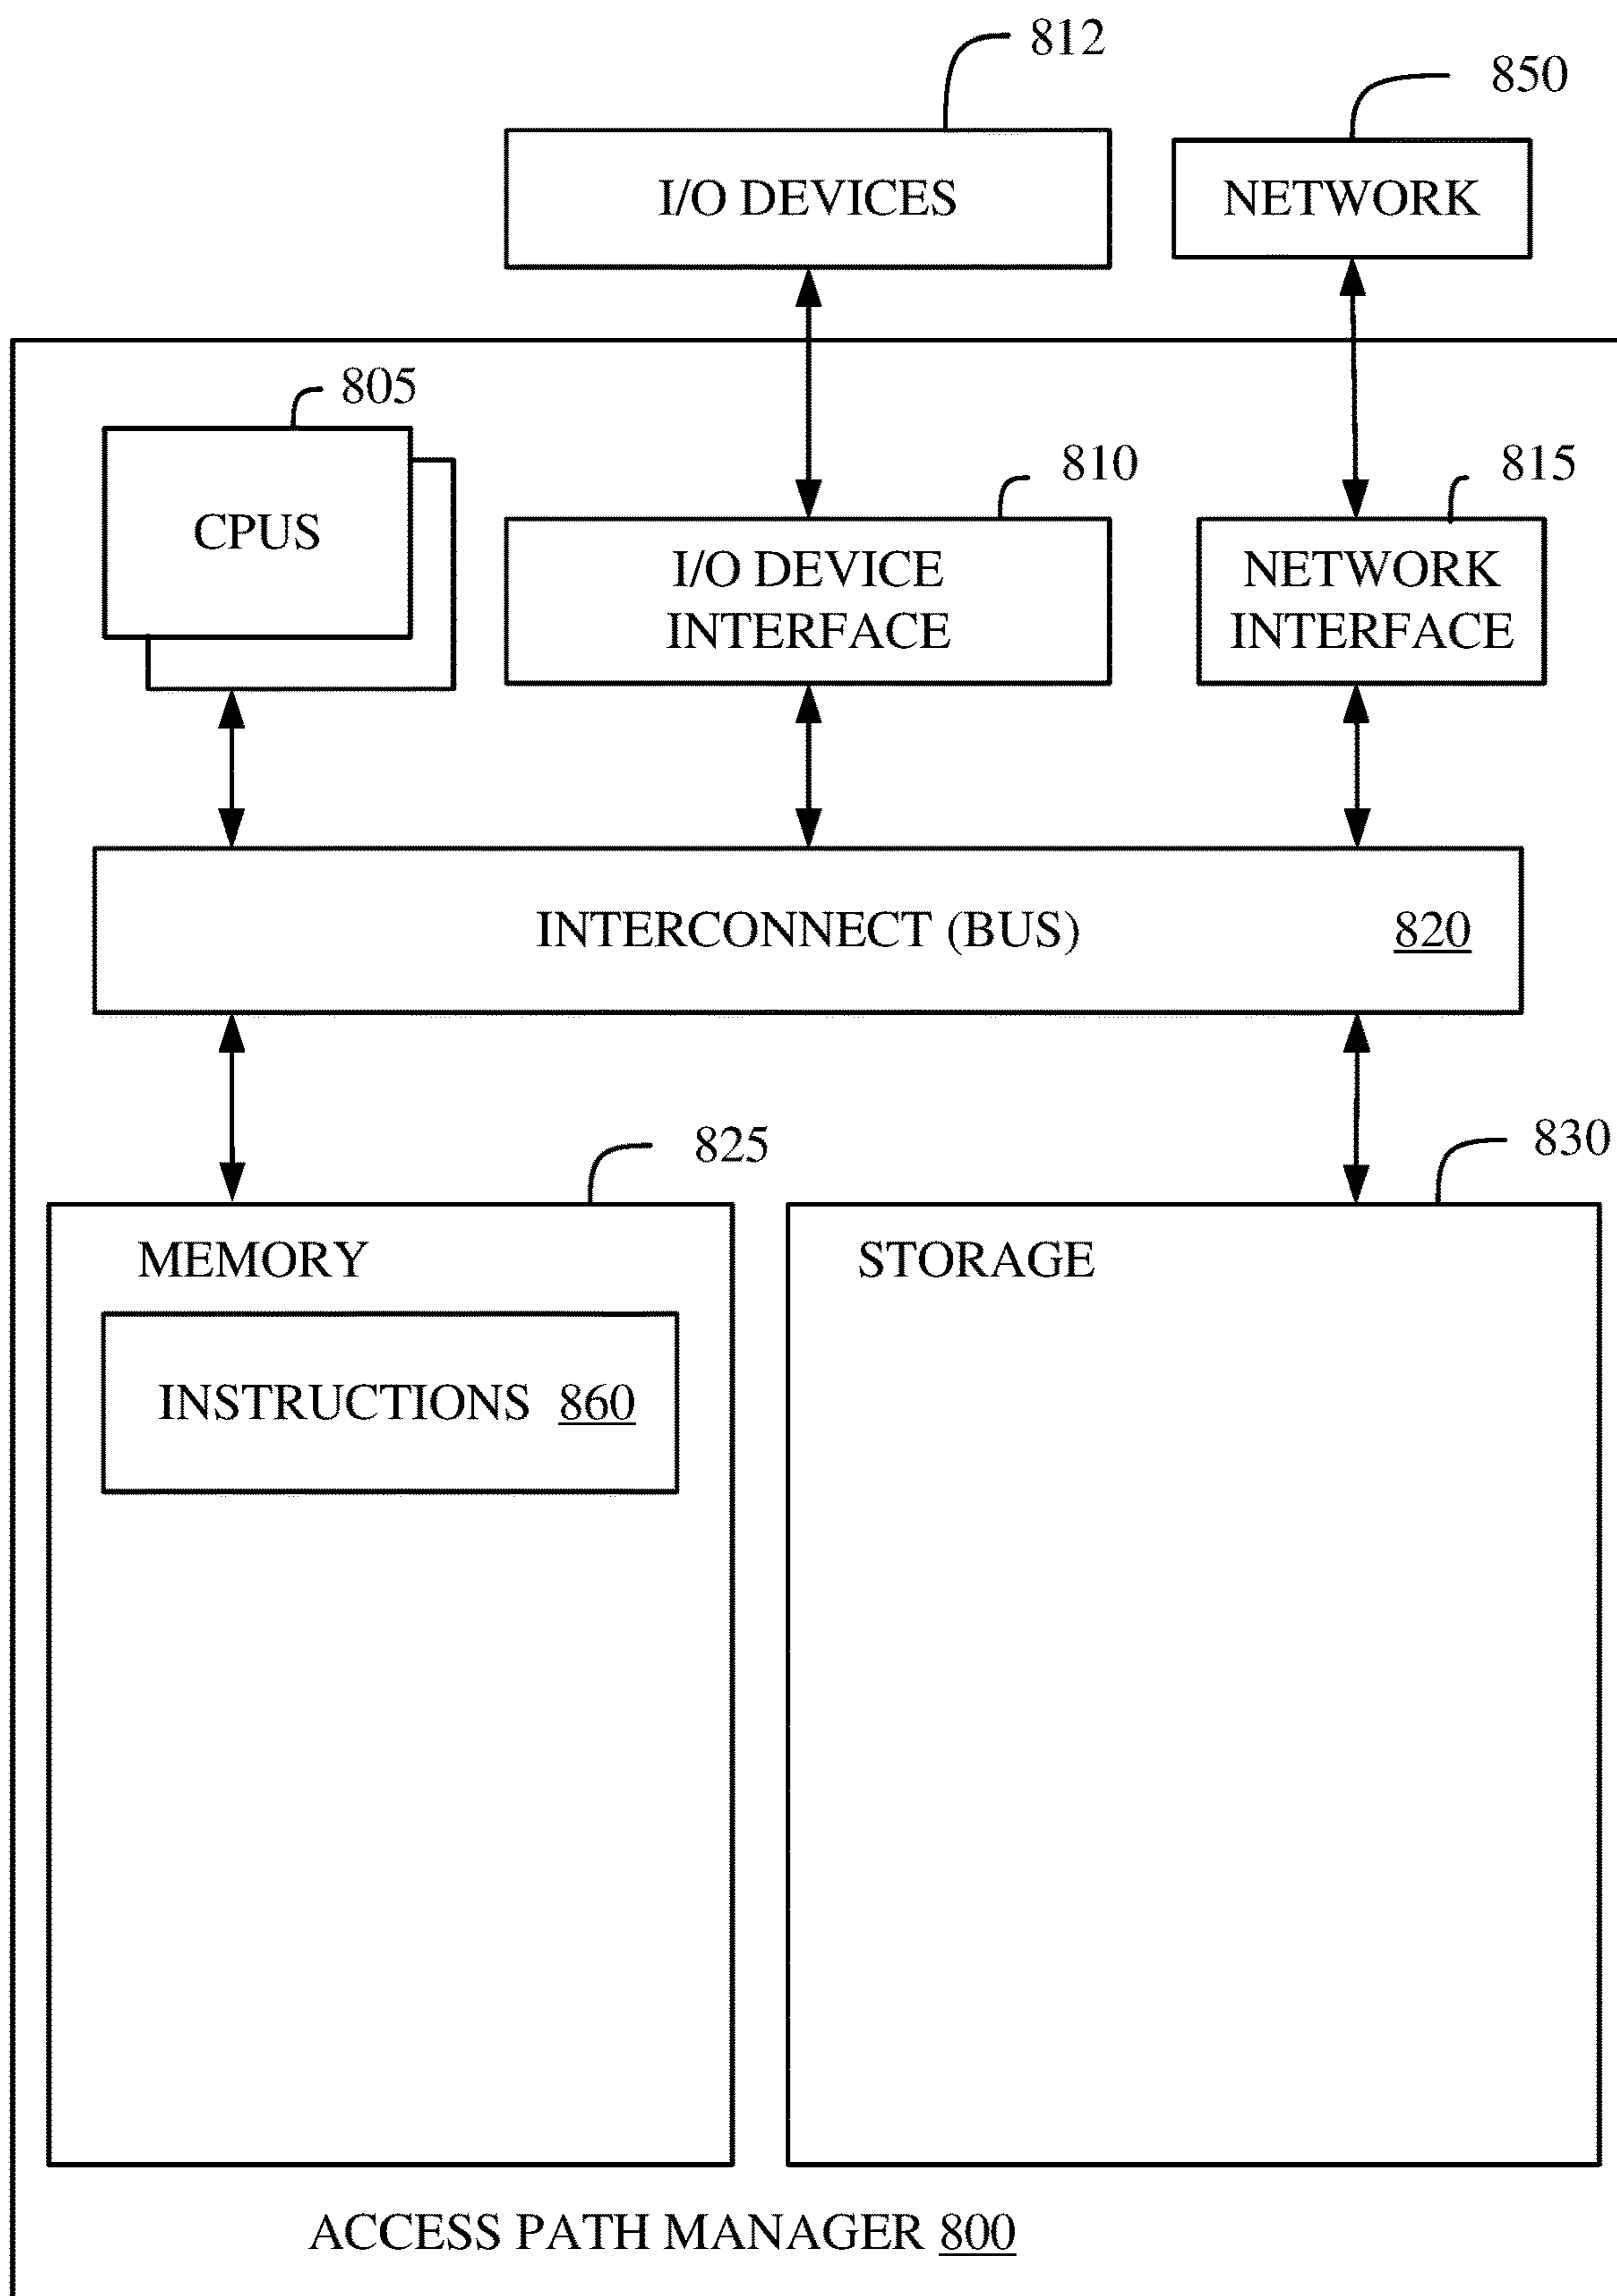 812
850
I/O DEVICES
NETWORK
805
810
815
CPUS
I/O DEVICE
INTERFACE
NETWORK
INTERFACE
INTERCONNECT (BUS) 820
825
830
MEMORY
STORAGE
INSTRUCTIONS 860
ACCESS PATH MANAGER 800